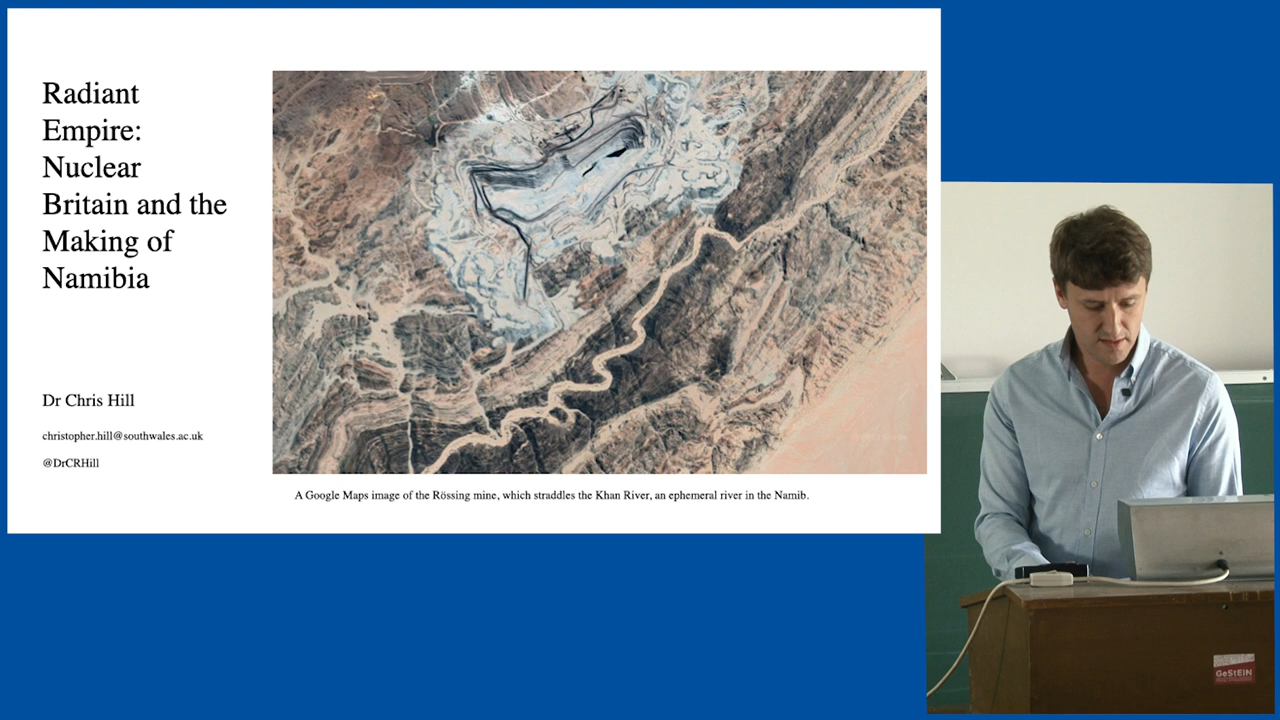 Radiant
Empire:
Nuclear
Britain and the
Making of
Namibia
Dr Chris Hill
christopher.hill@southwales.ac.uk
@DrCRHill
A Google Maps image of the Rössing mine, which straddles the Khan River, an ephemeral river in the Namib.
GeStEiN